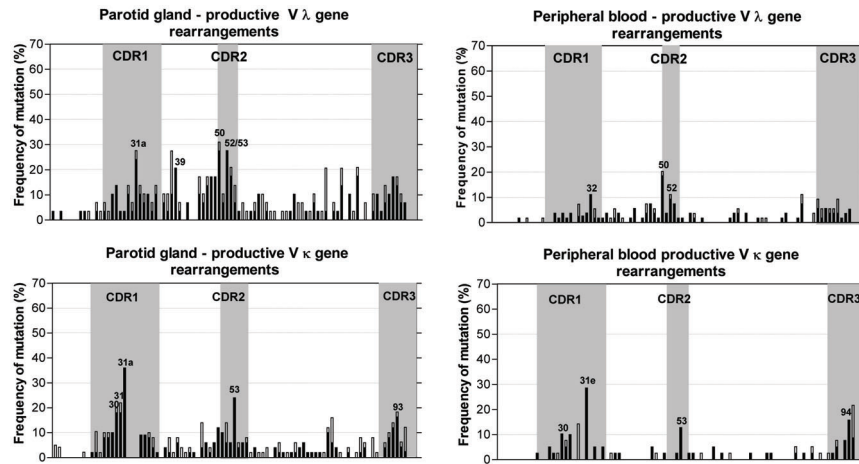 Parotid gland - productive V λ gene
rearrangements
Frequency of mutation (%)
70
60
50
40
30
20
10
0
CDR1
CDR2
CDR3
31a
39
50
52/53
Peripheral blood - productive V λ gene
rearrangements
Frequency of mutation (%)
70
60
50
40
30
20
10
0
CDR1
CDR2
CDR3
32
50
52
Parotid gland - productive V κ gene
rearrangements
Frequency of mutation (%)
70
60
50
40
30
20
10
0
CDR1
CDR2
CDR3
31a
31
30
53
93
Peripheral blood productive V κ gene
rearrangements
Frequency of mutation (%)
70
60
50
40
30
20
10
0
CDR1
CDR2
CDR3
31e
30
53
94